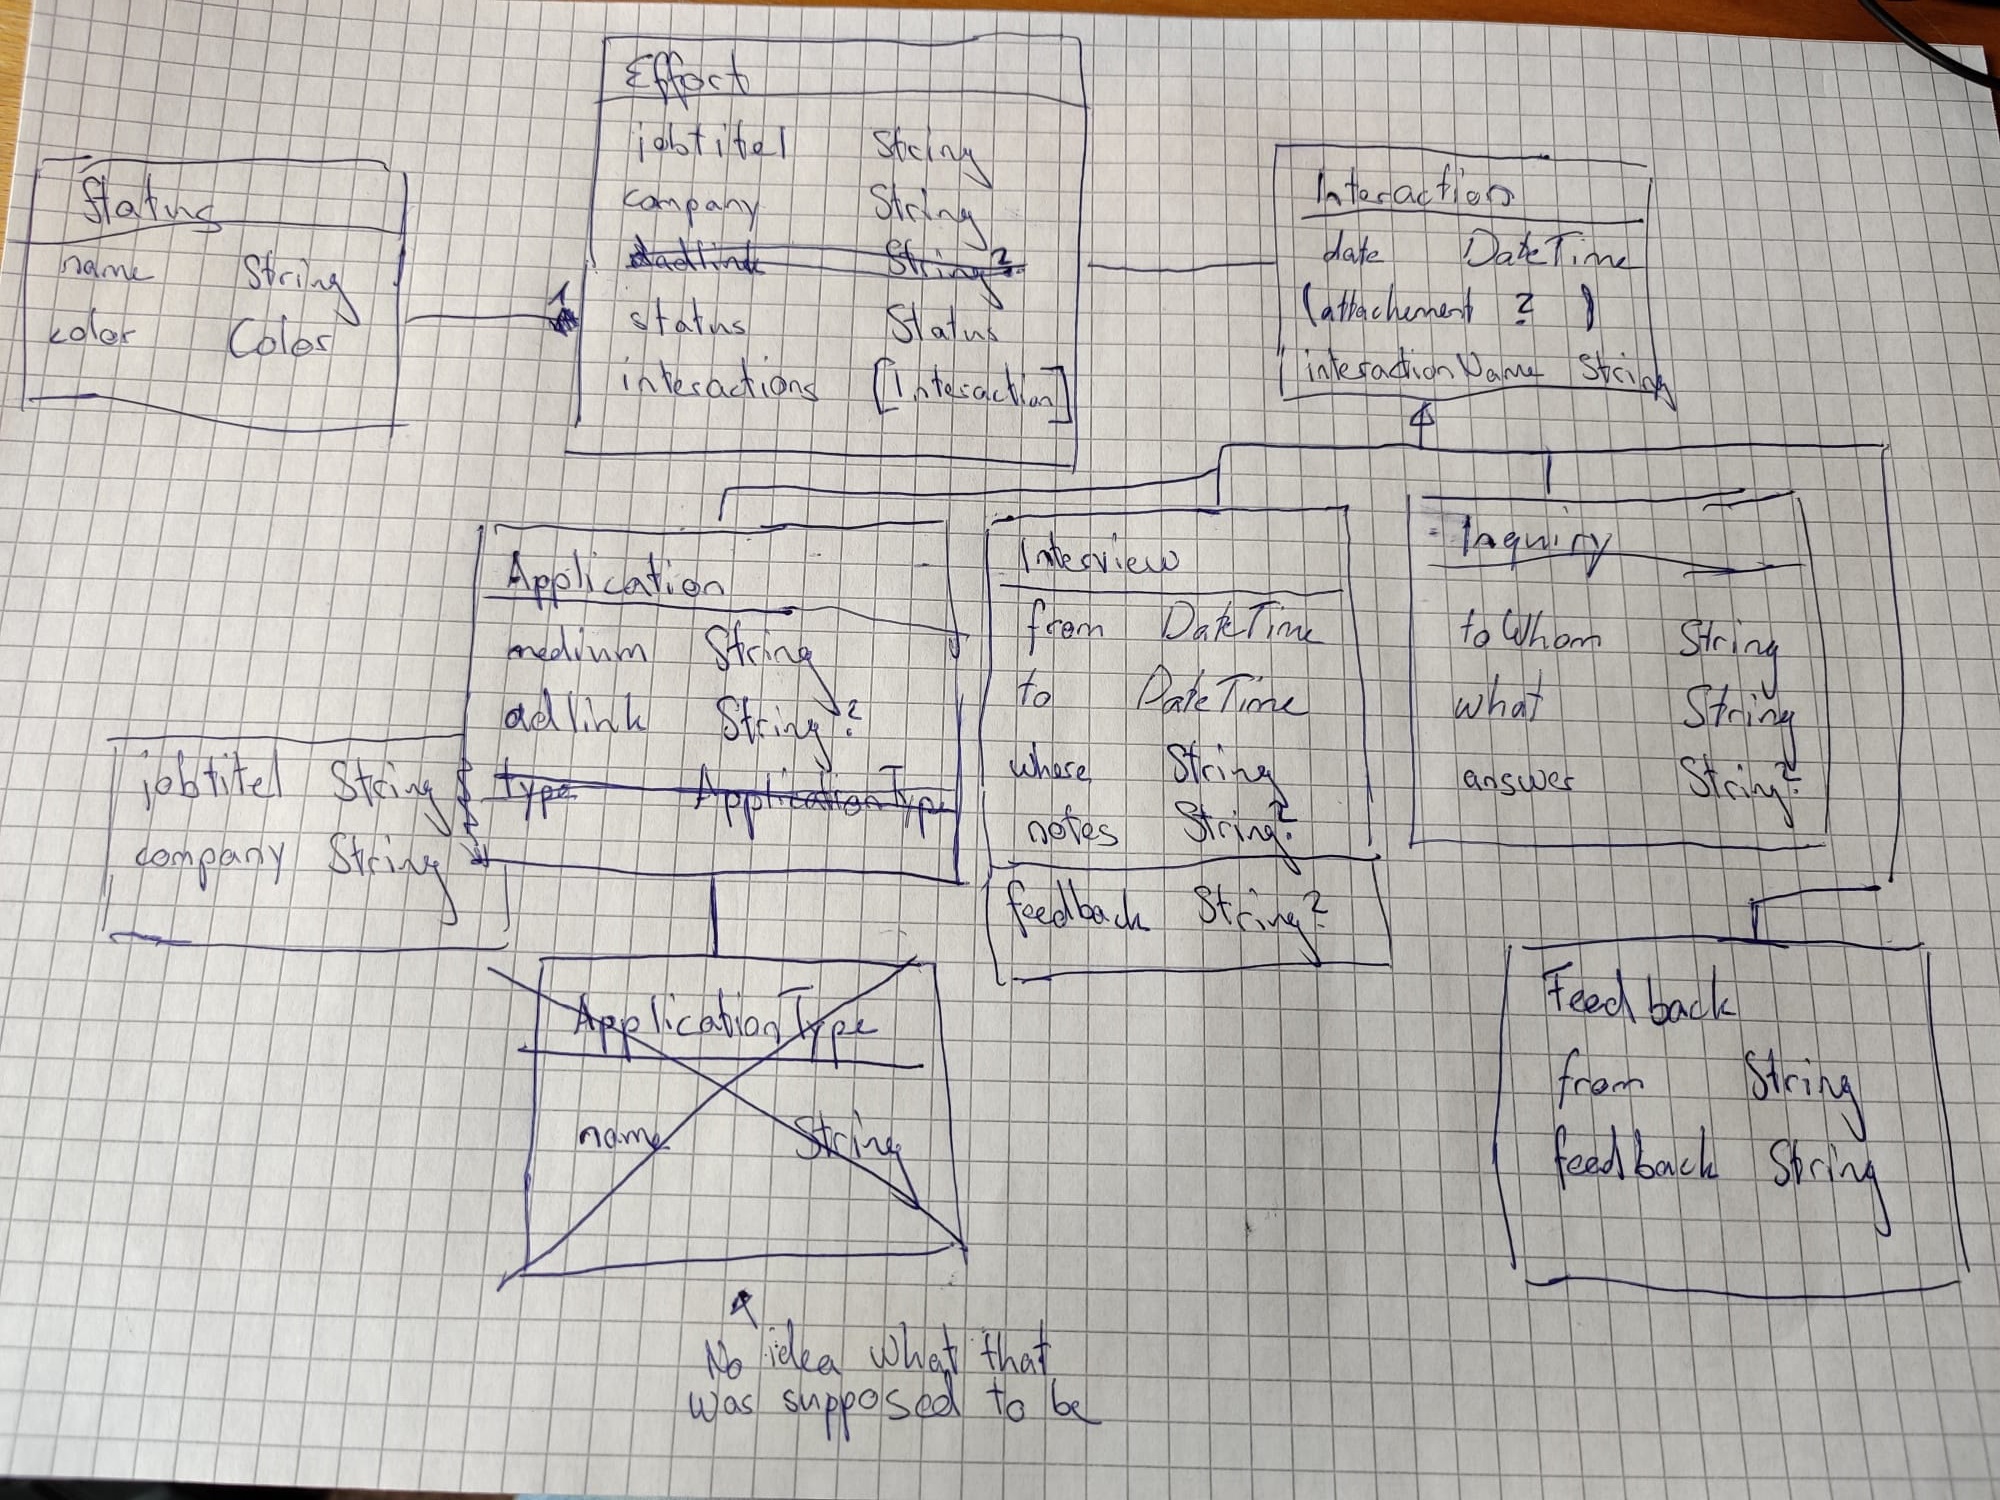 Effort
jobtitel String
company String
adlink String?
status Status
interactions [Interaction]
Status
name String
color Color
1
Interaction
date DateTime
(attachement ? )
interactionName String
Application
medium String
adlink String?
type ApplicationType
jobtitel String
company String
Interview
from DateTime
to DateTime
where String
notes String?
feedback String?
Inquiry
toWhom String
what String
answer String?
ApplicationType
name String
No idea what that
was supposed to be
Feedback
from String
feedback String